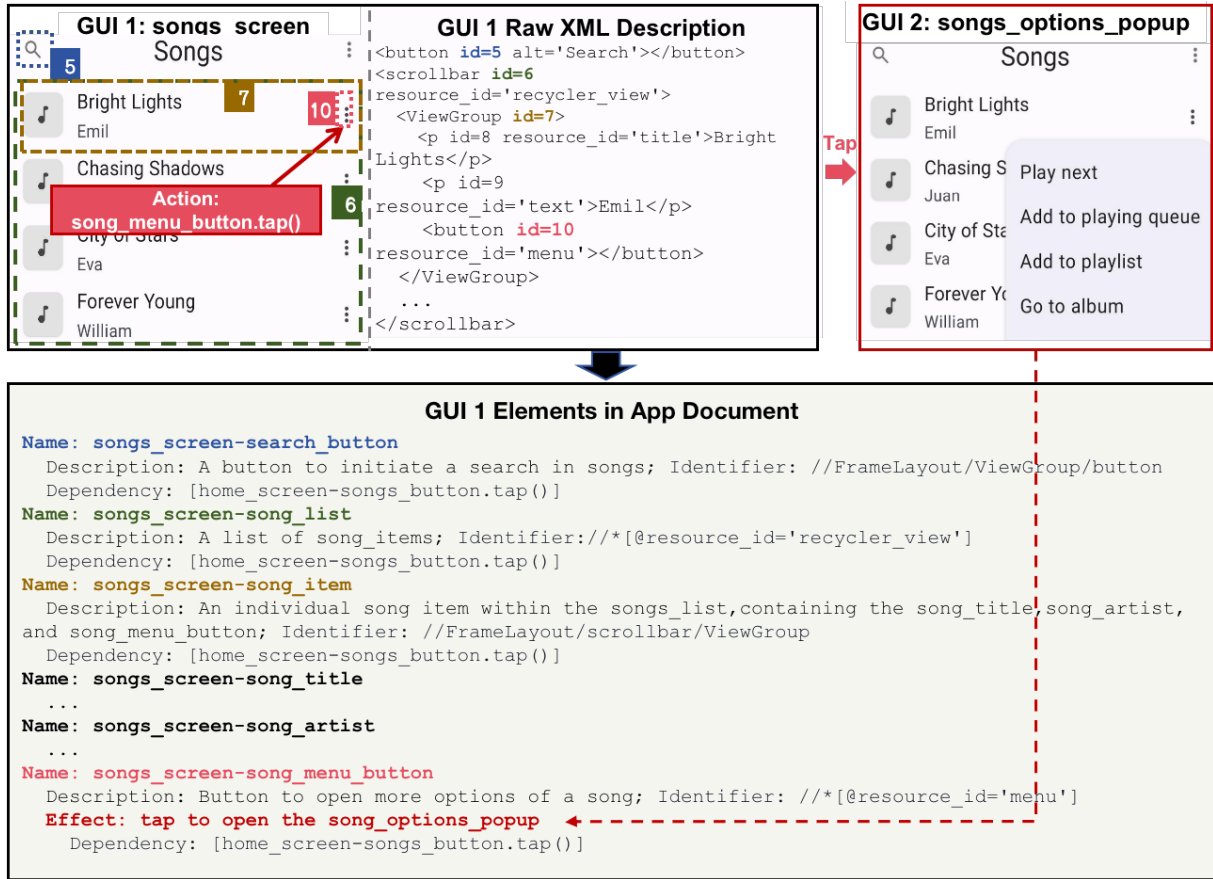 GUI 1: songs_screen
Songs
5
Bright Lights
7
10
Emil
Chasing Shadows
Action:
song_menu_button.tap()
6
City of Stars
Eva
Forever Young
William
GUI 1 Raw XML Description
<button id=5 alt='Search'></button>
<scrollbar id=6
resource_id='recycler_view'>
<ViewGroup id=7>
<p id=8 resource_id='title'>Bright
Lights</p>
<p id=9
resource_id='text'>Emil</p>
<button id=10
resource_id='menu'></button>
</ViewGroup>
...
</scrollbar>
Tap
GUI 2: songs_options_popup
Songs
Bright Lights
Emil
Chasing S
Juan
City of Sta
Eva
Forever Yo
William
Play next
Add to playing queue
Add to playlist
Go to album
GUI 1 Elements in App Document
Name: songs_screen-search_button
Description: A button to initiate a search in songs; Identifier: //FrameLayout/ViewGroup/button
Dependency: [home_screen-songs_button.tap()]
Name: songs_screen-song_list
Description: A list of song_items; Identifier://*[@resource_id='recycler_view']
Dependency: [home_screen-songs_button.tap()]
Name: songs_screen-song_item
Description: An individual song item within the songs_list,containing the song_title,song_artist,
and song_menu_button; Identifier: //FrameLayout/scrollbar/ViewGroup
Dependency: [home_screen-songs_button.tap()]
Name: songs_screen-song_title
...
Name: songs_screen-song_artist
...
Name: songs_screen-song_menu_button
Description: Button to open more options of a song; Identifier: //*[@resource_id='menu']
Effect: tap to open the song_options_popup
Dependency: [home_screen-songs_button.tap()]